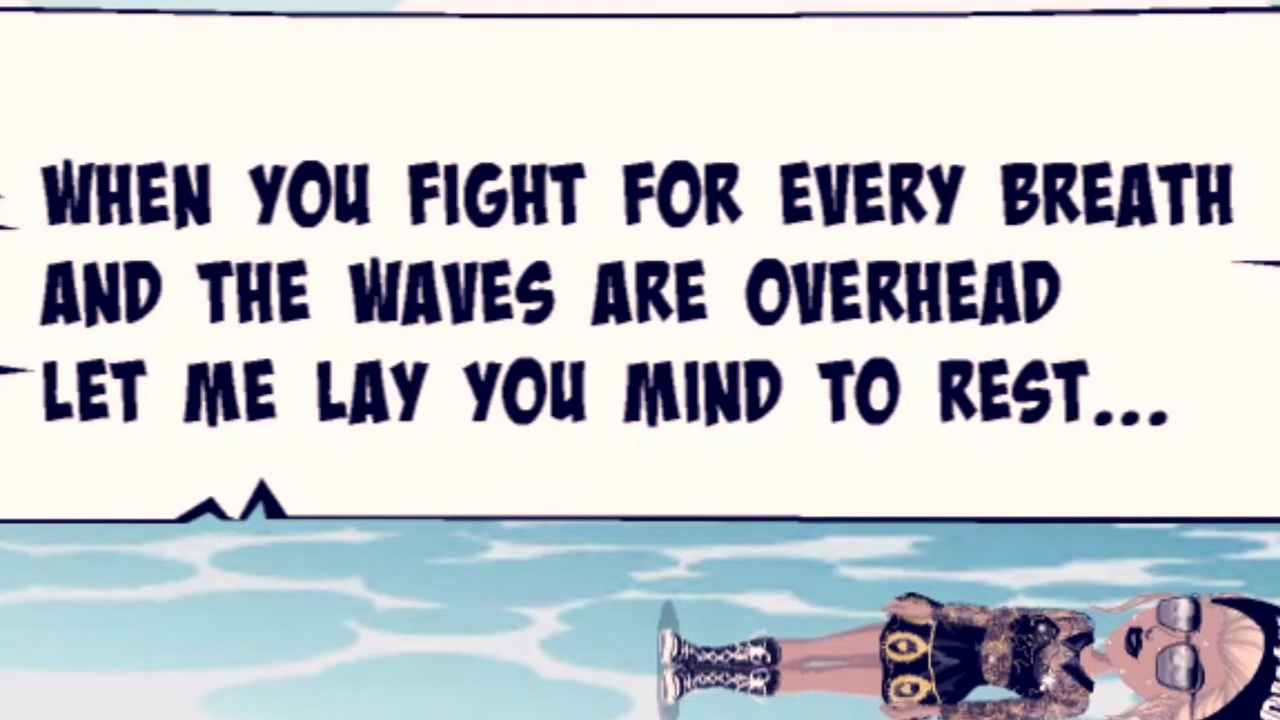 WHEN YOU FIGHT FOR EVERY BREATH
AND THE WAVES ARE OVERHEAD
LET ME LAY YOU MIND TO REST...